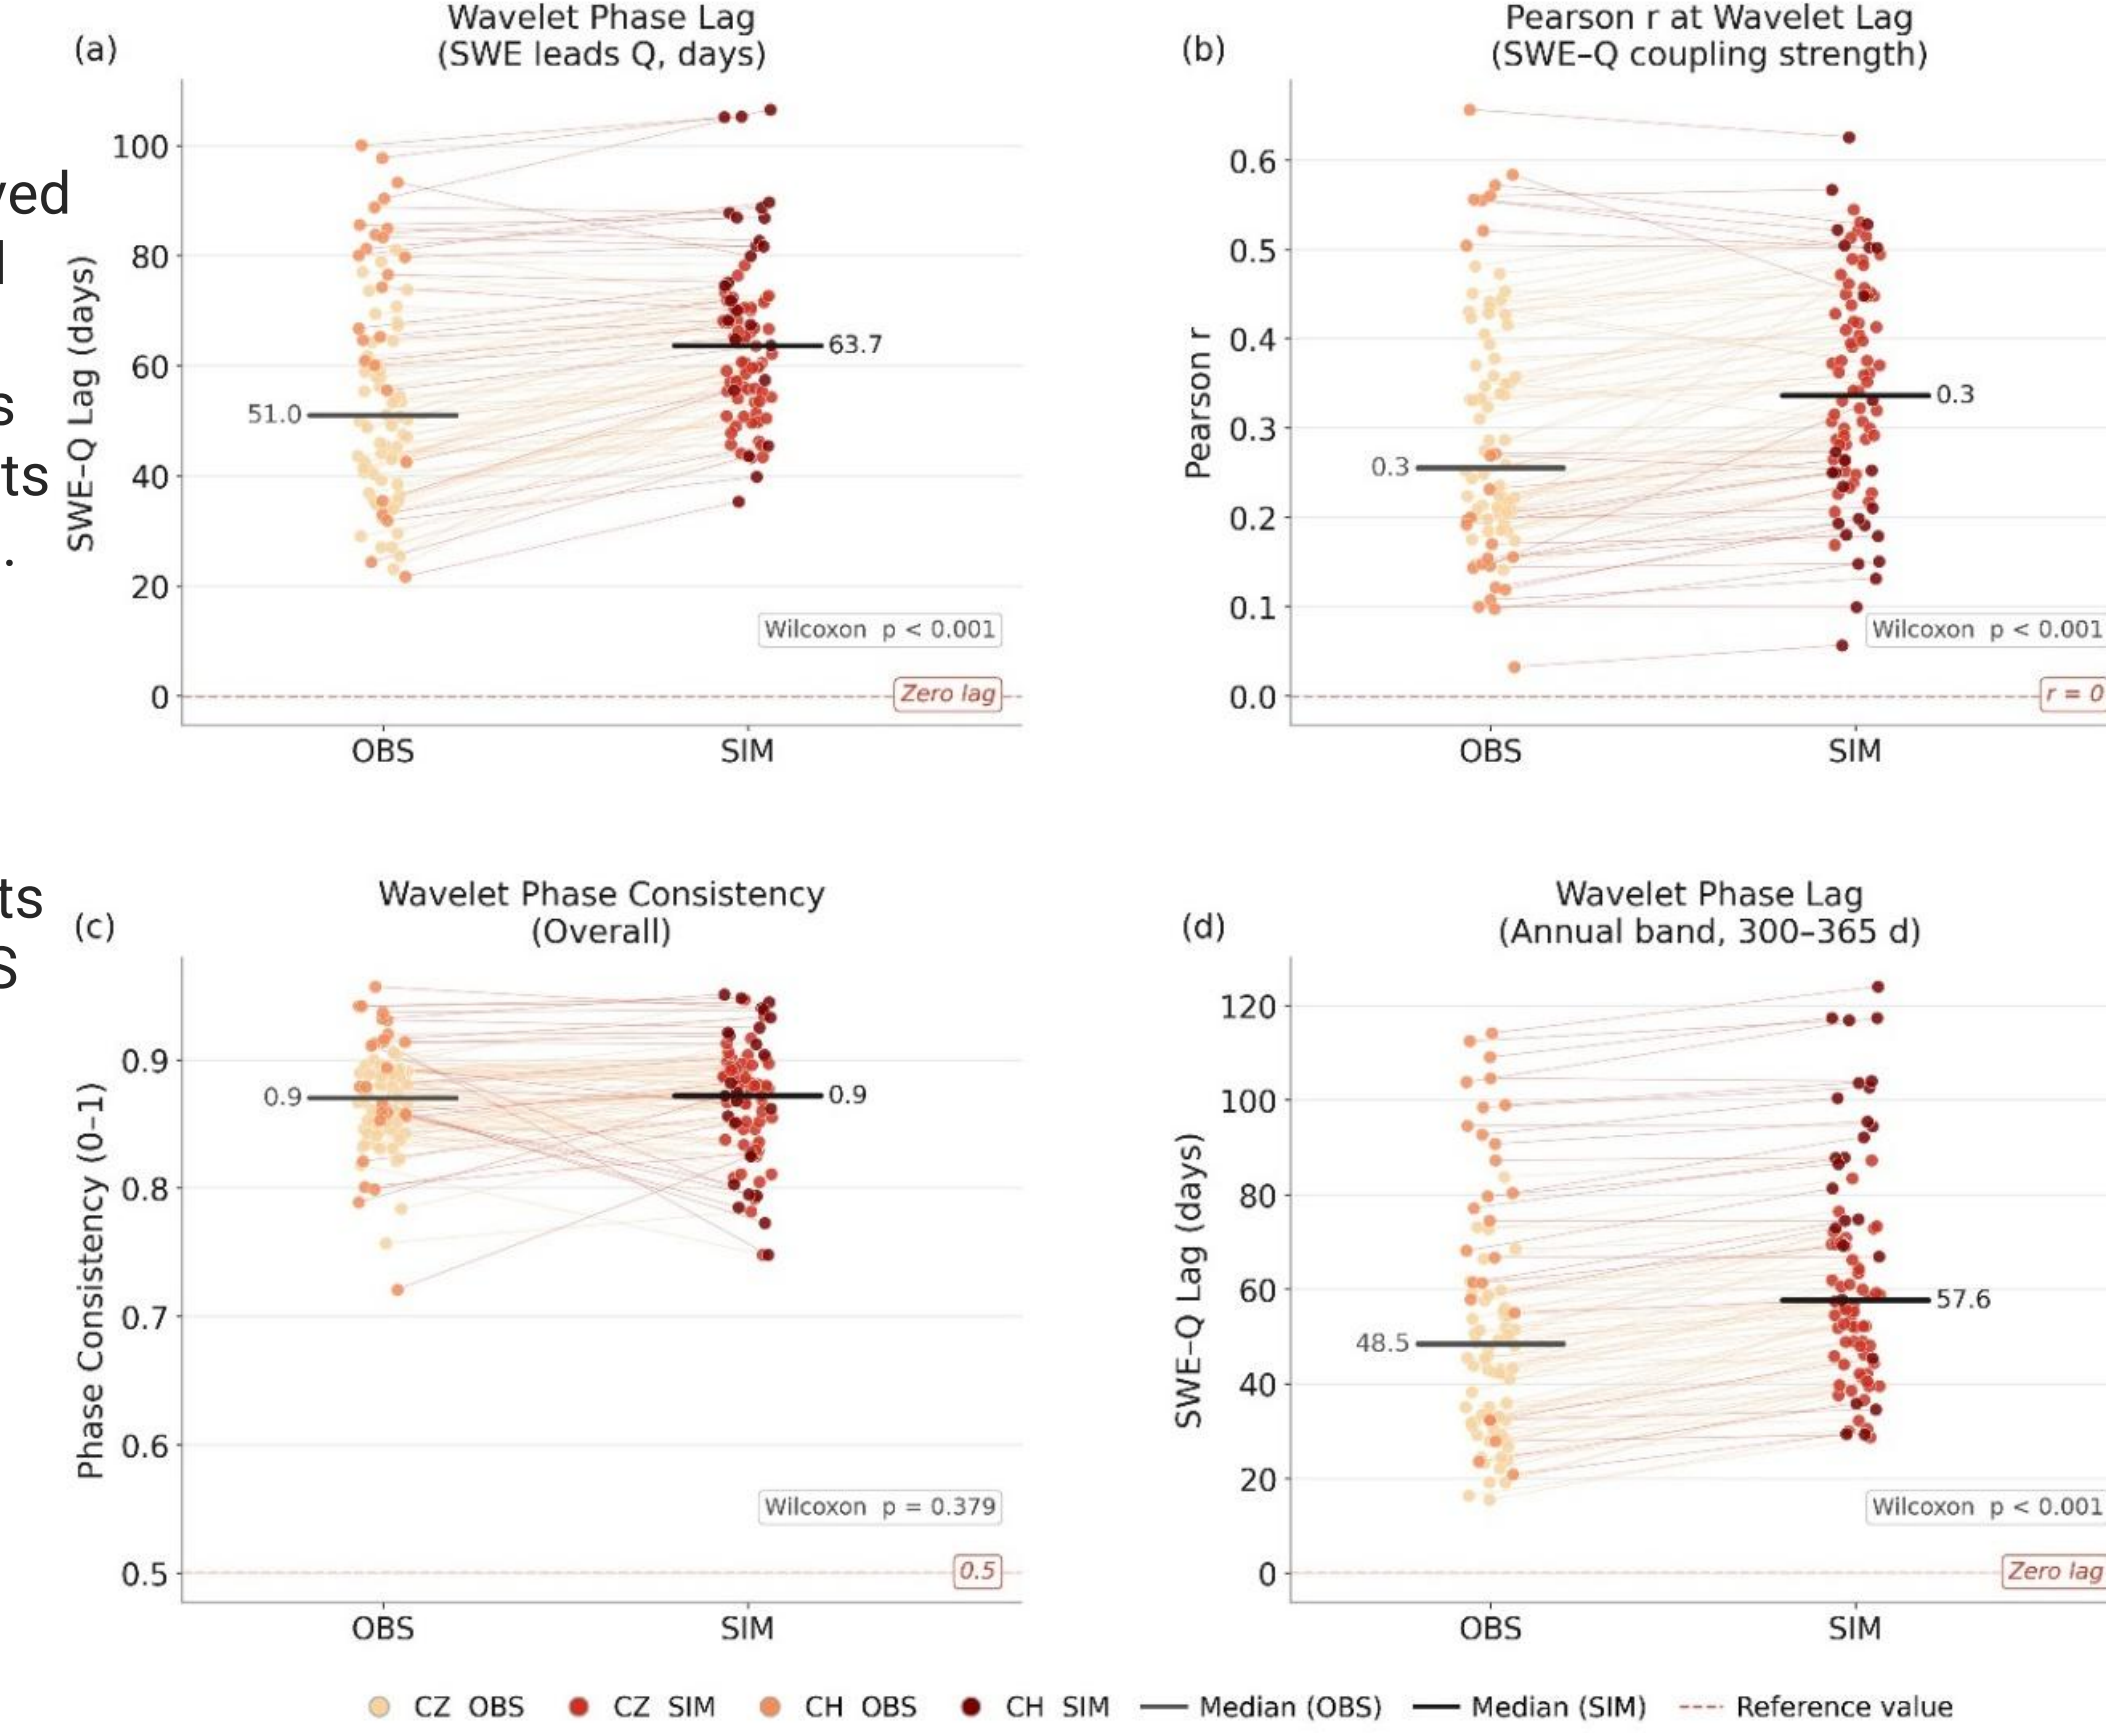 ved
l
s
ts
.
ts
S
(a)
Wavelet Phase Lag
(SWE leads Q, days)
SWE–Q Lag (days)
100
80
60
40
20
0
51.0
63.7
Wilcoxon p < 0.001
Zero lag
OBS
SIM
(b)
Pearson r at Wavelet Lag
(SWE–Q coupling strength)
Pearson r
0.6
0.5
0.4
0.3
0.2
0.1
0.0
0.3
0.3
Wilcoxon p < 0.001
r = 0
OBS
SIM
(c)
Wavelet Phase Consistency
(Overall)
Phase Consistency (0–1)
0.9
0.8
0.7
0.6
0.5
0.9
0.9
Wilcoxon p = 0.379
0.5
OBS
SIM
(d)
Wavelet Phase Lag
(Annual band, 300–365 d)
SWE–Q Lag (days)
120
100
80
60
40
20
0
48.5
57.6
Wilcoxon p < 0.001
Zero lag
OBS
SIM
CZ OBS
CZ SIM
CH OBS
CH SIM
Median (OBS)
Median (SIM)
Reference value